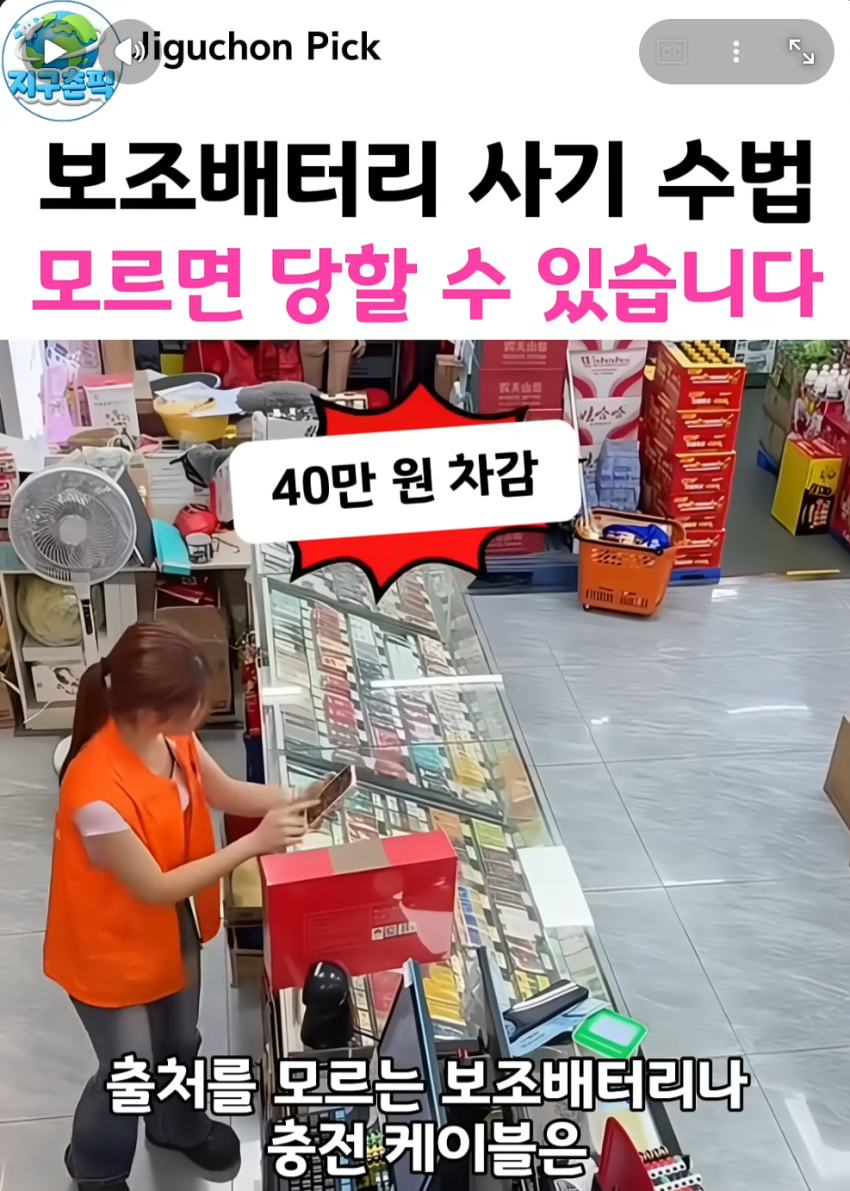 지구촌픽
Jiguchon Pick
CC
보조배터리 사기 수법
모르면 당할 수 있습니다
40만 원 차감
출처를 모르는 보조배터리나
충전 케이블은